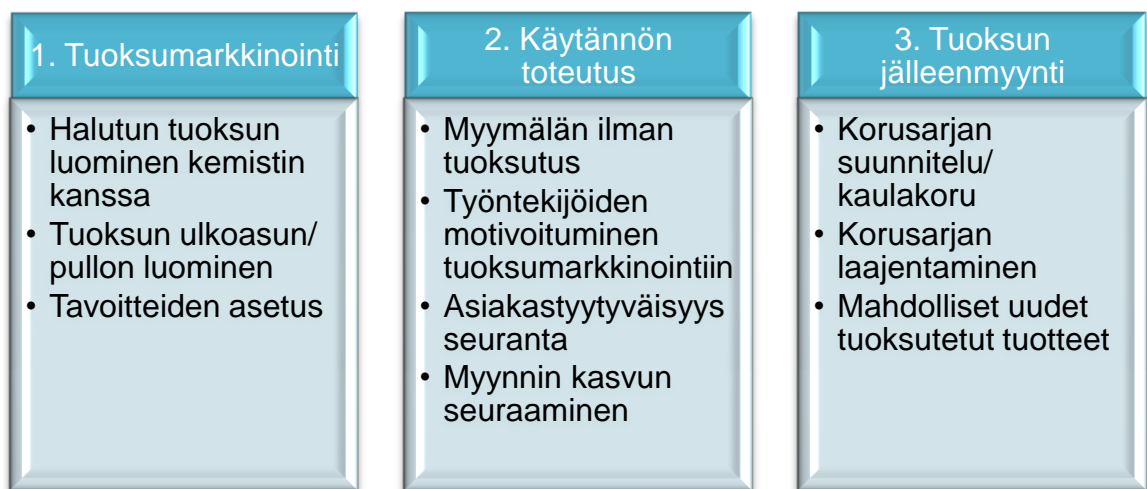 1. Tuoksumarkkinointi
• Halutun tuoksun
luominen kemistin
kanssa
• Tuoksun ulkoasun/
pullon luominen
• Tavoitteiden asetus
2. Käytännön
toteutus
• Myymälän ilman
tuoksutus
• Työntekijöiden
motivoituminen
tuoksumarkkinointiin
• Asiakastyytyväisyys
seuranta
• Myynnin kasvun
seuraaminen
3. Tuoksun
jälleenmyynti
• Korusarjan
suunnitelu/
kaulakoru
• Korusarjan
laajentaminen
• Mahdolliset uudet
tuoksutetut tuotteet